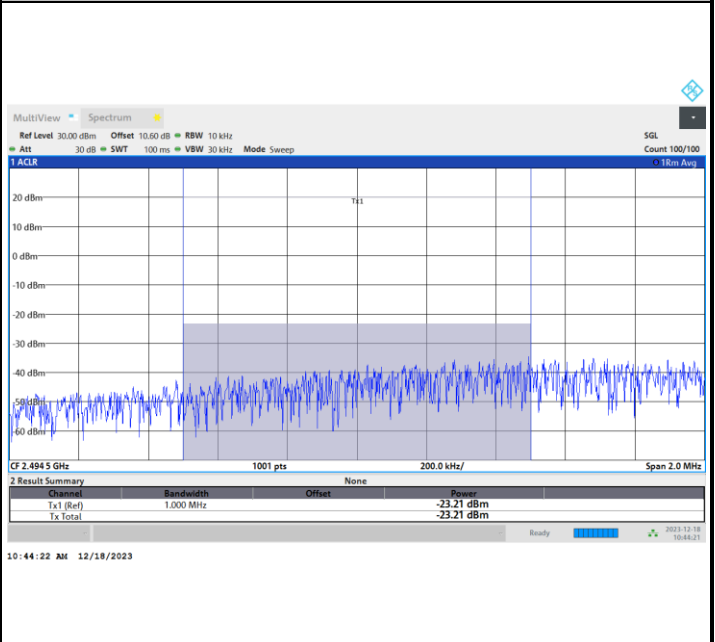 MultiView Spectrum
Ref Level 30.00 dBm Offset 10.60 dB RBW 10 kHz SGL
Att 30 dB SWT 100 ms VBW 30 kHz Mode Sweep Count 100/100
1 ACLR 1Rm Avg
20 dBm
Tx1
10 dBm
0 dBm
-10 dBm
-20 dBm
-30 dBm
-40 dBm
-50 dBm
-60 dBm
CF 2.494 5 GHz 1001 pts 200.0 kHz/ Span 2.0 MHz
2 Result Summary None
Channel Bandwidth Offset Power
Tx1 (Ref) 1.000 MHz -23.21 dBm
Tx Total -23.21 dBm
Ready 2023-12-18
10:44:21
10:44:22 AM 12/18/2023